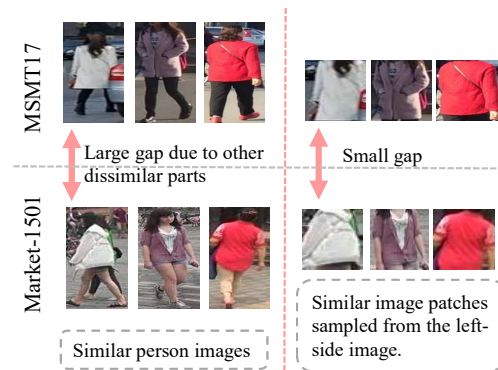 MSMT17
Large gap due to other
dissimilar parts
Small gap
Market-1501
Similar person images
Similar image patches
sampled from the left-
side image.